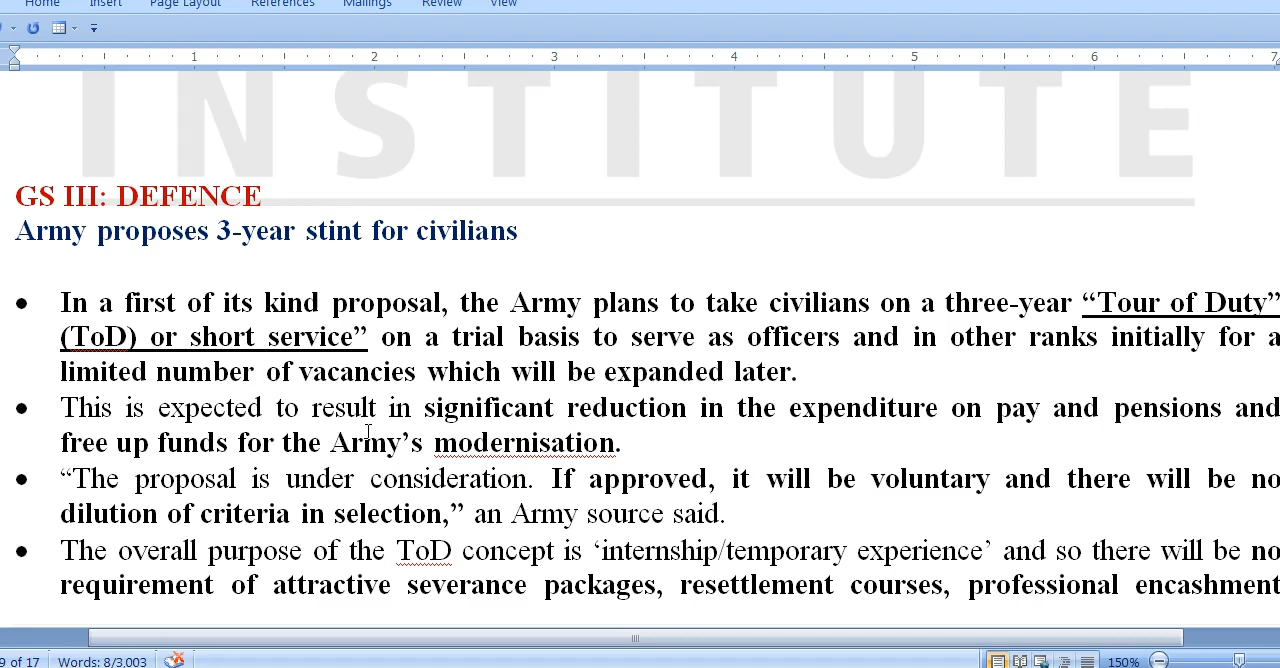 Home Insert Page Layout References Mailings Review View
1 2 3 4 5 6 7
INSTITUTE
GS III: DEFENCE
Army proposes 3-year stint for civilians
• In a first of its kind proposal, the Army plans to take civilians on a three-year “Tour of Duty”
(ToD) or short service” on a trial basis to serve as officers and in other ranks initially for a
limited number of vacancies which will be expanded later.
• This is expected to result in significant reduction in the expenditure on pay and pensions and
free up funds for the Army’s modernisation.
• “The proposal is under consideration. If approved, it will be voluntary and there will be no
dilution of criteria in selection,” an Army source said.
• The overall purpose of the ToD concept is ‘internship/temporary experience’ and so there will be no
requirement of attractive severance packages, resettlement courses, professional encashment
9 of 17 Words: 8/3,003 150%